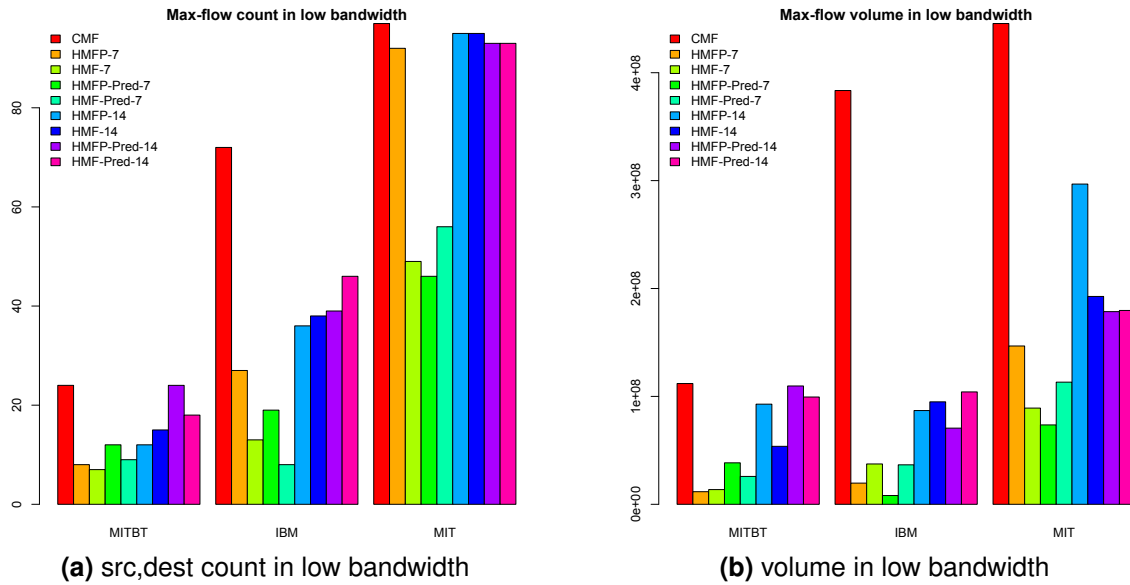 Max-flow count in low bandwidth
CMF
HMFP-7
HMF-7
HMFP-Pred-7
HMF-Pred-7
HMFP-14
HMF-14
HMFP-Pred-14
HMF-Pred-14
80
60
40
20
0
MITBT IBM MIT
(a) src,dest count in low bandwidth
Max-flow volume in low bandwidth
CMF
HMFP-7
HMF-7
HMFP-Pred-7
HMF-Pred-7
HMFP-14
HMF-14
HMFP-Pred-14
HMF-Pred-14
4e+08
3e+08
2e+08
1e+08
0e+00
MITBT IBM MIT
(b) volume in low bandwidth